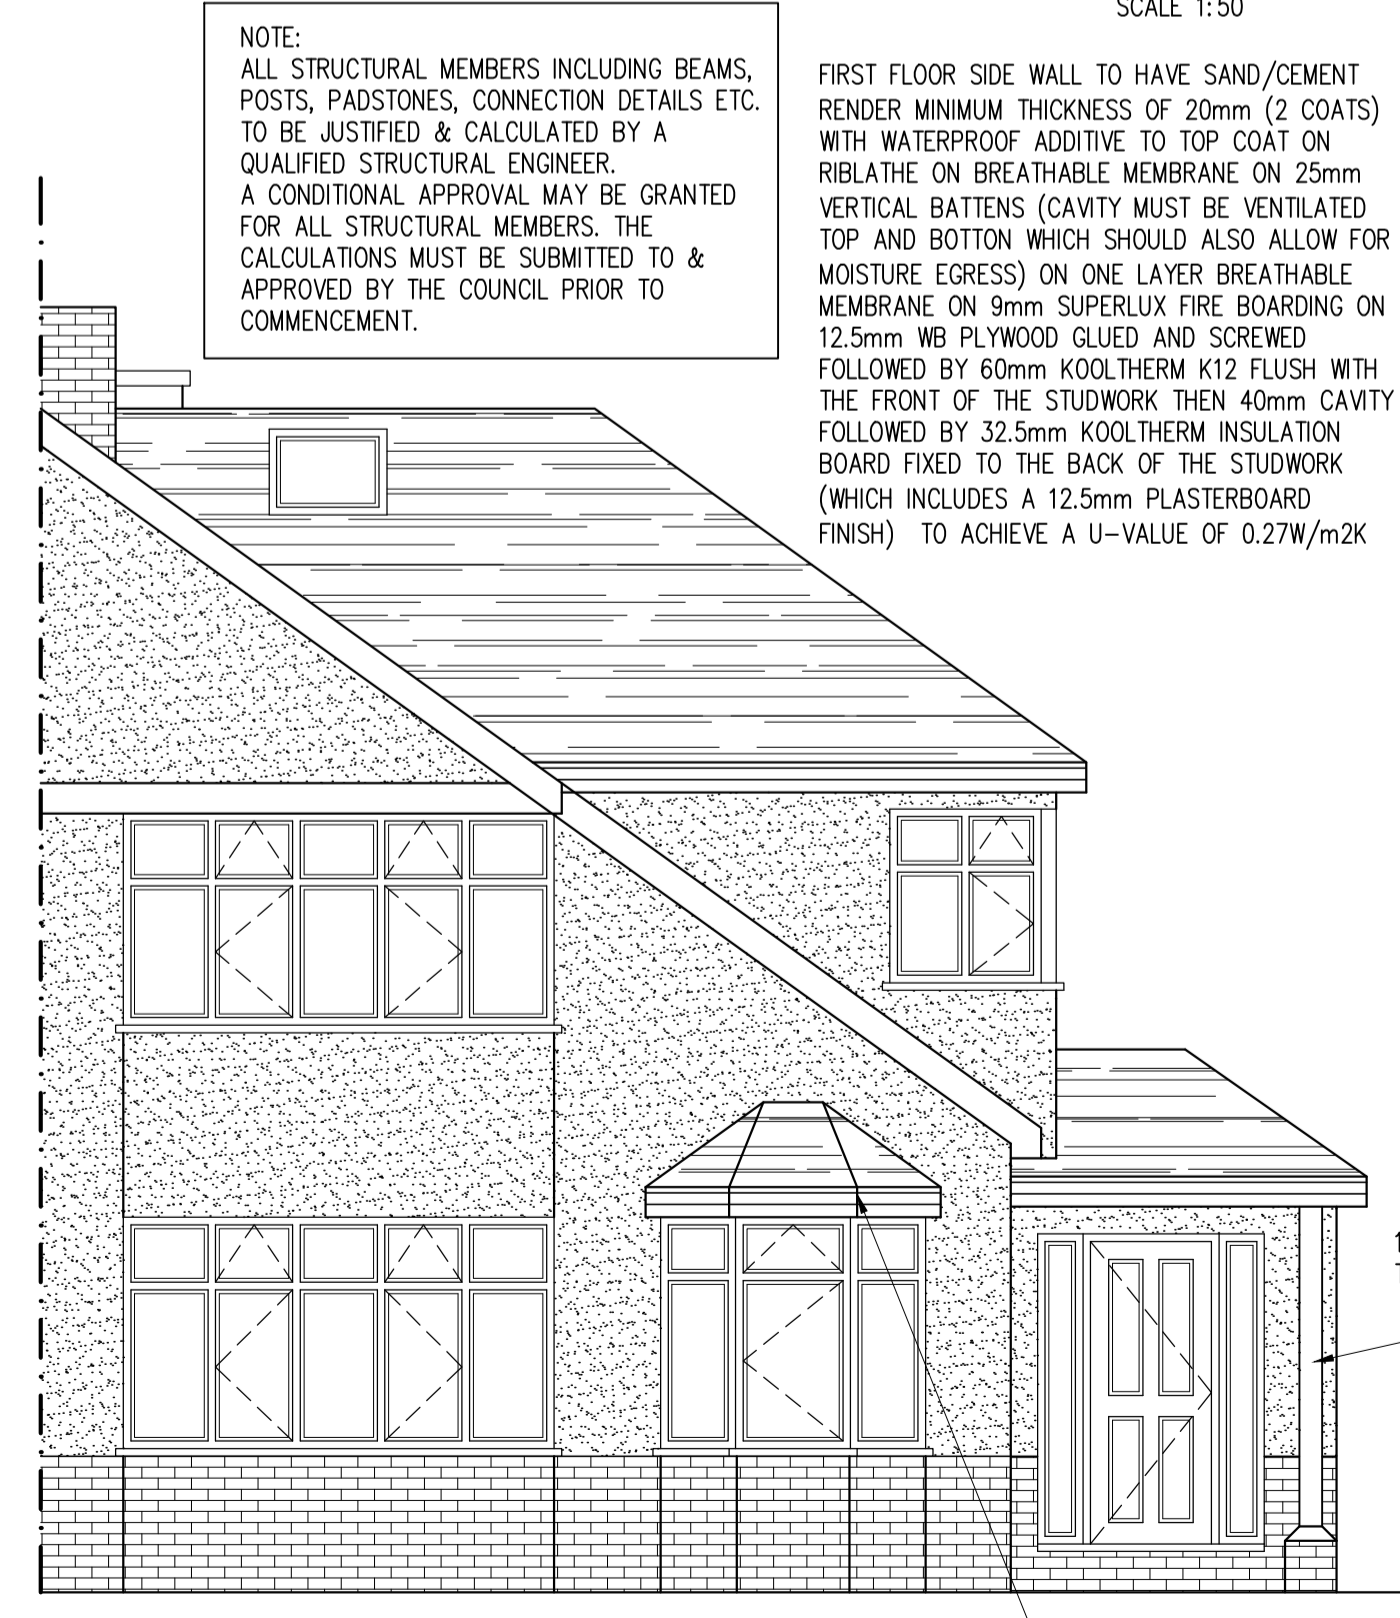 SCALE 1:50
NOTE:
ALL STRUCTURAL MEMBERS INCLUDING BEAMS,
POSTS, PADSTONES, CONNECTION DETAILS ETC.
TO BE JUSTIFIED & CALCULATED BY A
QUALIFIED STRUCTURAL ENGINEER.
A CONDITIONAL APPROVAL MAY BE GRANTED
FOR ALL STRUCTURAL MEMBERS. THE
CALCULATIONS MUST BE SUBMITTED TO &
APPROVED BY THE COUNCIL PRIOR TO
COMMENCEMENT.
FIRST FLOOR SIDE WALL TO HAVE SAND/CEMENT
RENDER MINIMUM THICKNESS OF 20mm (2 COATS)
WITH WATERPROOF ADDITIVE TO TOP COAT ON
RIBLATHE ON BREATHABLE MEMBRANE ON 25mm
VERTICAL BATTENS (CAVITY MUST BE VENTILATED
TOP AND BOTTON WHICH SHOULD ALSO ALLOW FOR
MOISTURE EGRESS) ON ONE LAYER BREATHABLE
MEMBRANE ON 9mm SUPERLUX FIRE BOARDING ON
12.5mm WB PLYWOOD GLUED AND SCREWED
FOLLOWED BY 60mm KOOLTHERM K12 FLUSH WITH
THE FRONT OF THE STUDWORK THEN 40mm CAVITY
FOLLOWED BY 32.5mm KOOLTHERM INSULATION
BOARD FIXED TO THE BACK OF THE STUDWORK
(WHICH INCLUDES A 12.5mm PLASTERBOARD
FINISH) TO ACHIEVE A U-VALUE OF 0.27W/m2K